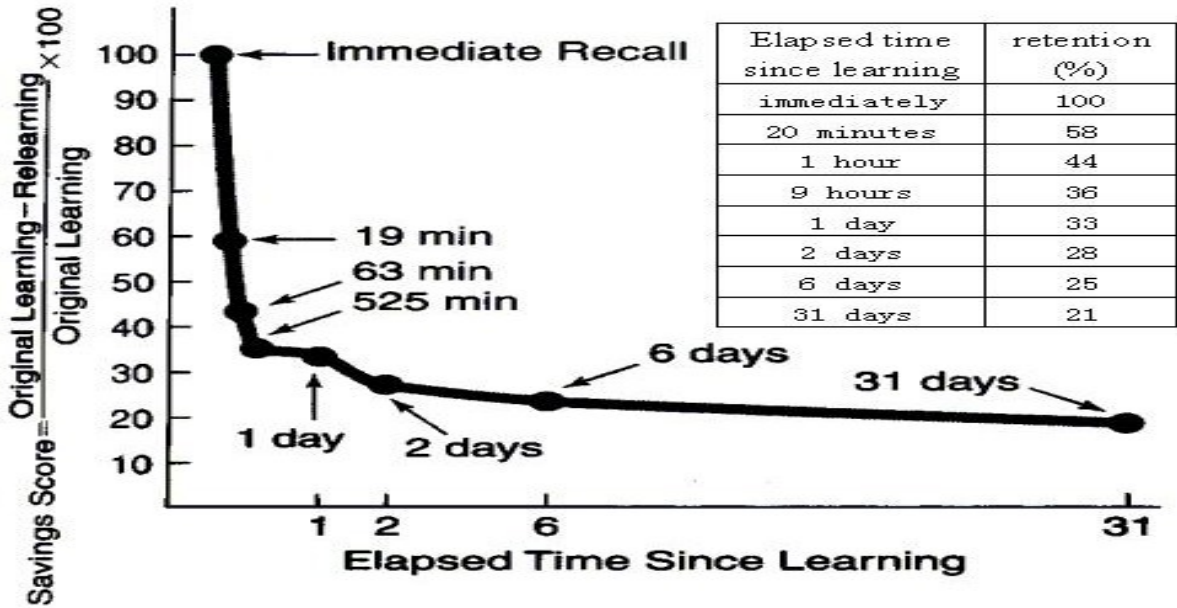 Savings Score=
Original Learning–Relearning
Original Learning
×100
100
90
80
70
60
50
40
30
20
10
Immediate Recall
19 min
63 min
525 min
1 day
2 days
6 days
31 days
1
2
6
31
Elapsed Time Since Learning
Elapsed time since learning	retention (%)
immediately	100
20 minutes	58
1 hour	44
9 hours	36
1 day	33
2 days	28
6 days	25
31 days	21